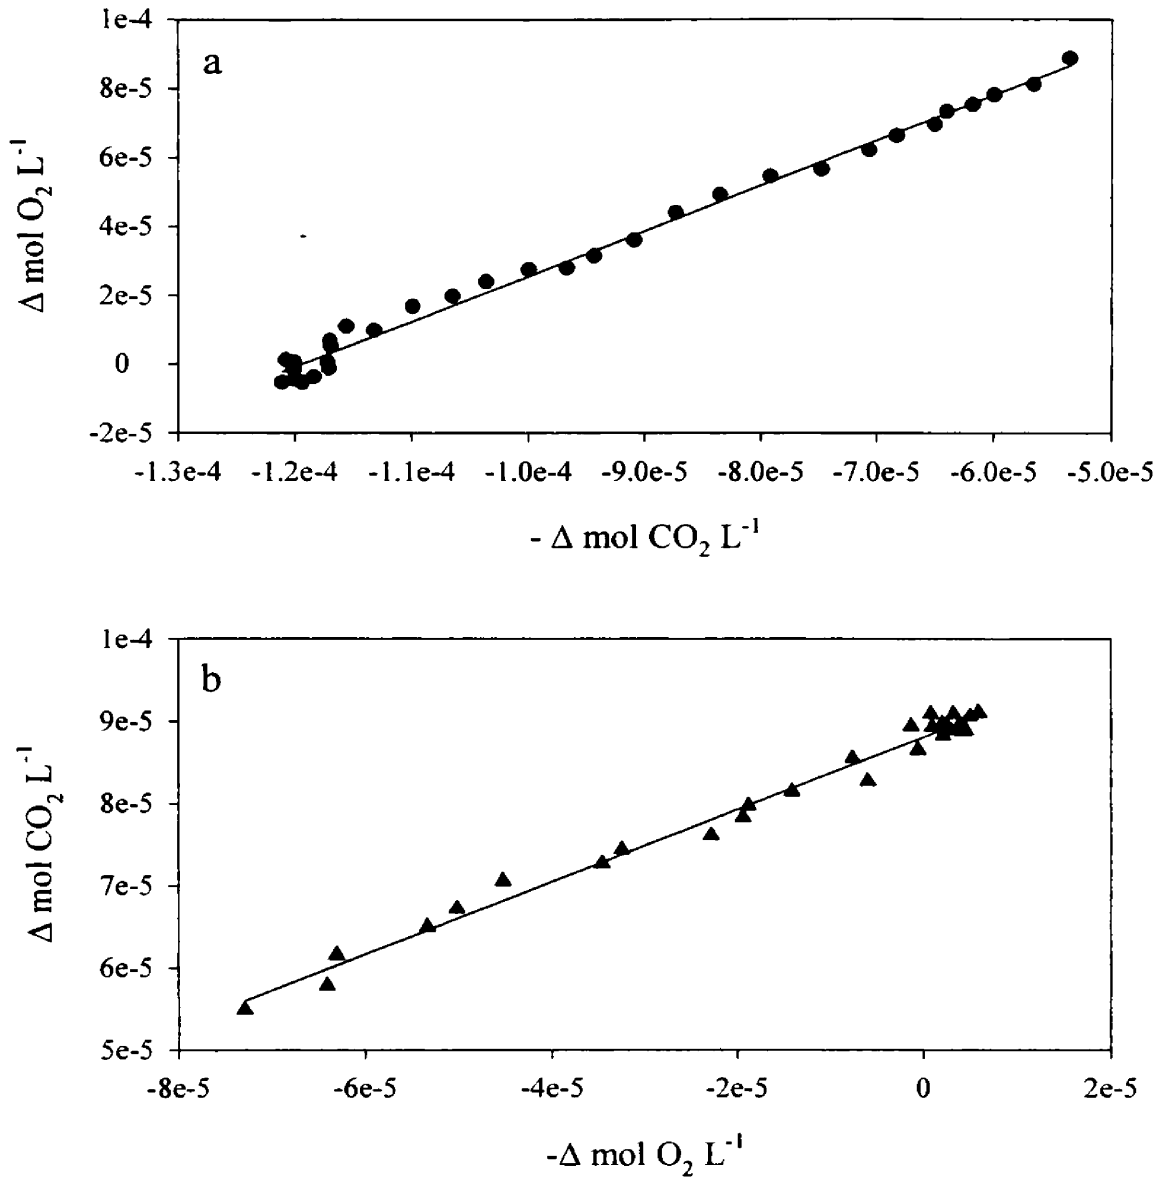 a
1e-4
8e-5
6e-5
4e-5
2e-5
0
-2e-5
Δ mol O₂ L⁻¹
-1.3e-4 -1.2e-4 -1.1e-4 -1.0e-4 -9.0e-5 -8.0e-5 -7.0e-5 -6.0e-5 -5.0e-5
- Δ mol CO₂ L⁻¹
b
1e-4
9e-5
8e-5
7e-5
6e-5
5e-5
Δ mol CO₂ L⁻¹
-8e-5 -6e-5 -4e-5 -2e-5 0 2e-5
-Δ mol O₂ L⁻¹